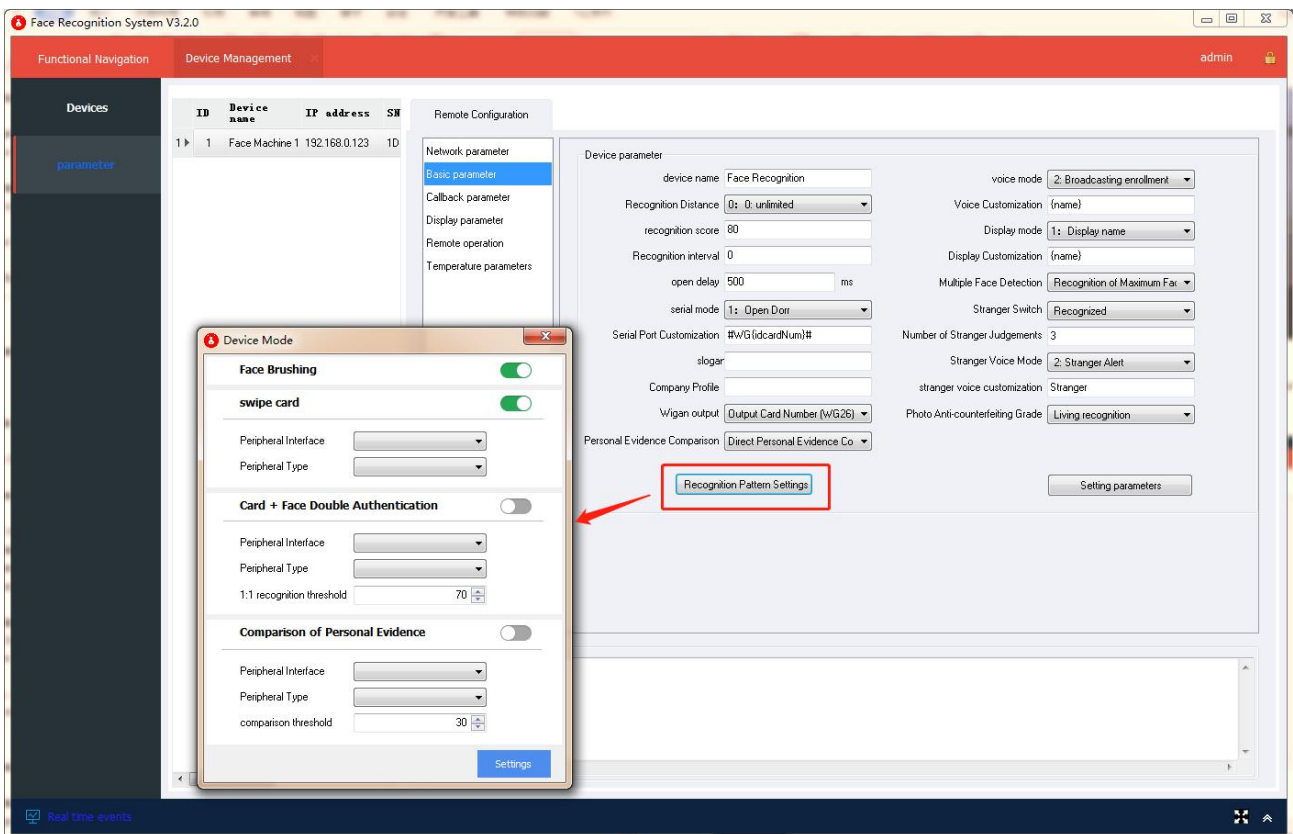 Face Recognition System V3.2.0
Functional Navigation
Device Management
admin
Devices
parameter
ID Device name IP address SN
1 1 Face Machine 1 192.168.0.123 1D
Remote Configuration
Network parameter
Basic parameter
Callback parameter
Display parameter
Remote operation
Temperature parameters
Device parameter
device name Face Recognition
Recognition Distance 0: 0: unlimited
recognition score 80
Recognition interval 0
open delay 500 ms
serial mode 1: Open Dorr
Serial Port Customization #WG{idcardNum}#
slogar
Company Profile
Wigan output Output Card Number (WG26)
Personal Evidence Comparison Direct Personal Evidence Co
voice mode 2: Broadcasting enrollment
Voice Customization {name}
Display mode 1: Display name
Display Customization {name}
Multiple Face Detection Recognition of Maximum Fac
Stranger Switch Recognized
Number of Stranger Judgements 3
Stranger Voice Mode 2: Stranger Alert
stranger voice customization Stranger
Photo Anti-counterfeiting Grade Living recognition
Recognition Pattern Settings
Setting parameters
Device Mode
Face Brushing
swipe card
Peripheral Interface
Peripheral Type
Card + Face Double Authentication
Peripheral Interface
Peripheral Type
1:1 recognition threshold 70
Comparison of Personal Evidence
Peripheral Interface
Peripheral Type
comparison threshold 30
Settings
Real time events